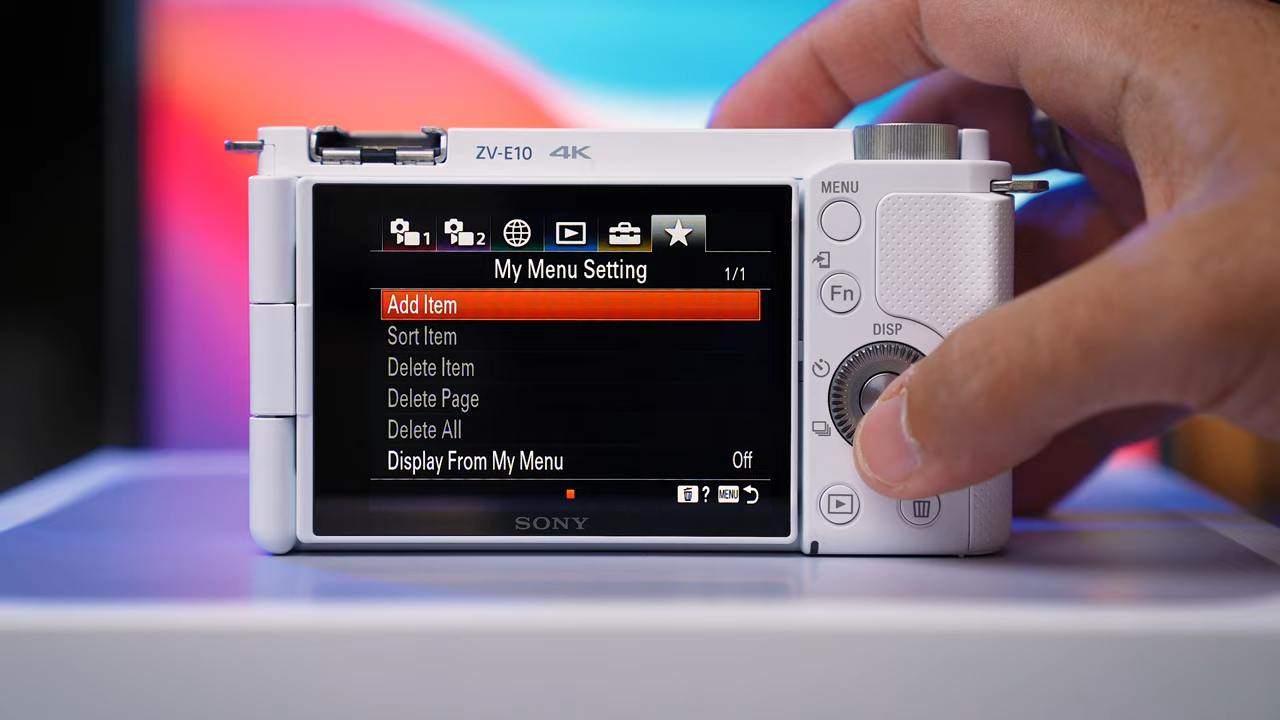 ZV-E10 4K
MENU
1 2
My Menu Setting 1/1
Add Item
Sort Item
Delete Item
Delete Page
Delete All
Display From My Menu Off
? MENU
SONY
Fn
DISP